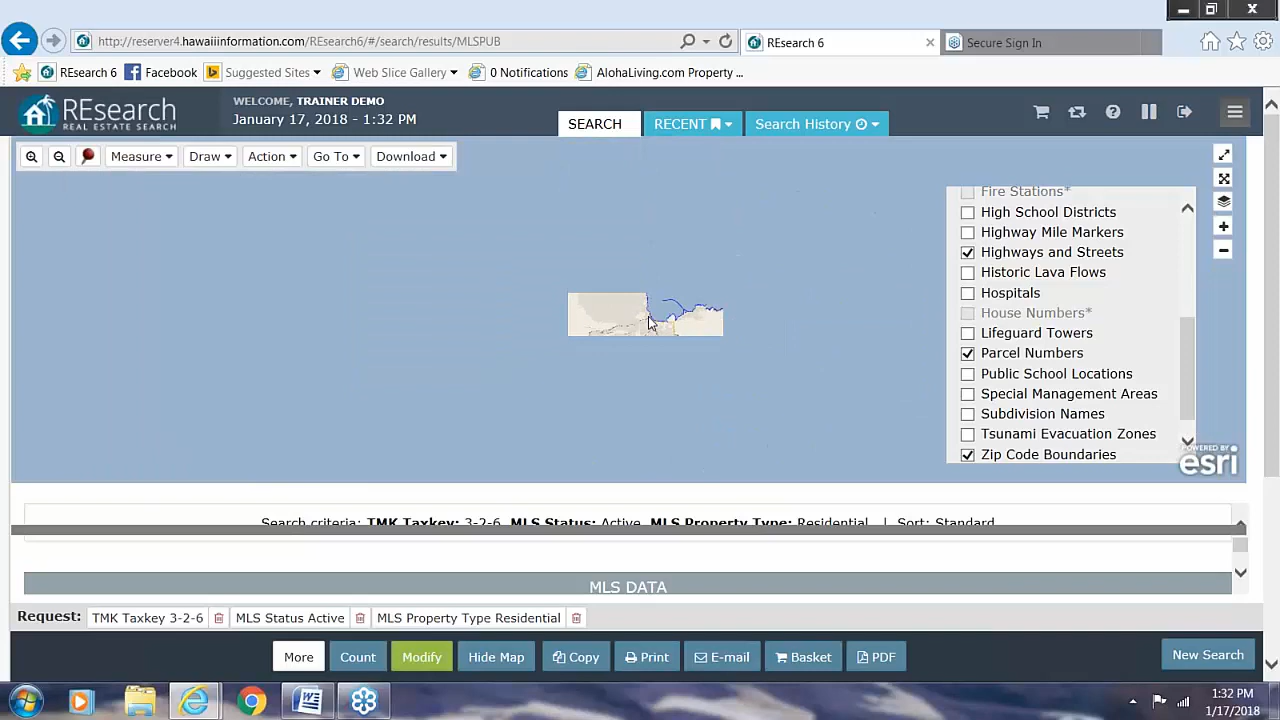 http://reserver4.hawaiiinformation.com/REsearch6/#/search/results/MLSPUB
REsearch 6
Secure Sign In
REsearch 6
Facebook
Suggested Sites
Web Slice Gallery
0 Notifications
AlohaLiving.com Property ...
REsearch
REAL ESTATE SEARCH
WELCOME, TRAINER DEMO
January 17, 2018 - 1:32 PM
SEARCH
RECENT
Search History
Measure
Draw
Action
Go To
Download
Fire Stations*
High School Districts
Highway Mile Markers
Highways and Streets
Historic Lava Flows
Hospitals
House Numbers*
Lifeguard Towers
Parcel Numbers
Public School Locations
Special Management Areas
Subdivision Names
Tsunami Evacuation Zones
Zip Code Boundaries
POWERED BY
esri
Search criteria: TMK Taxkey: 3-2-6, MLS Status: Active, MLS Property Type: Residential | Sort: Standard
MLS DATA
Request: TMK Taxkey 3-2-6 MLS Status Active MLS Property Type Residential
More
Count
Modify
Hide Map
Copy
Print
E-mail
Basket
PDF
New Search
1:32 PM
1/17/2018